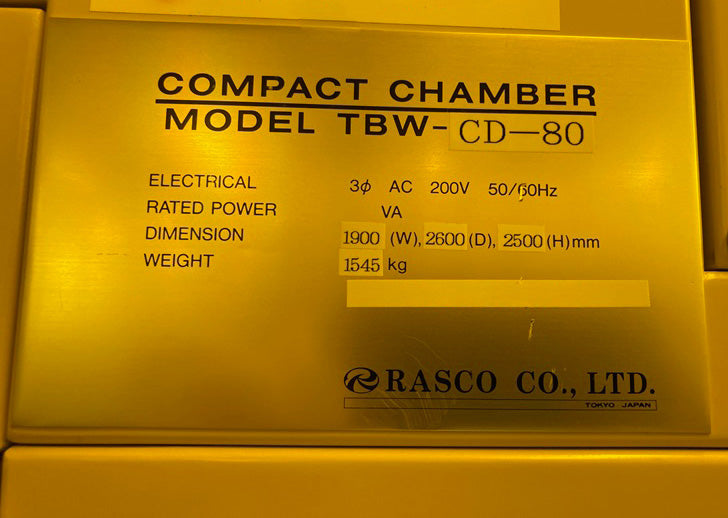 COMPACT CHAMBER
MODEL TBW-CD-80
ELECTRICAL 3φ AC 200V 50/60Hz
RATED POWER VA
DIMENSION 1900 (W), 2600 (D), 2500 (H)mm
WEIGHT 1545 kg
RASCO CO., LTD.
TOKYO JAPAN